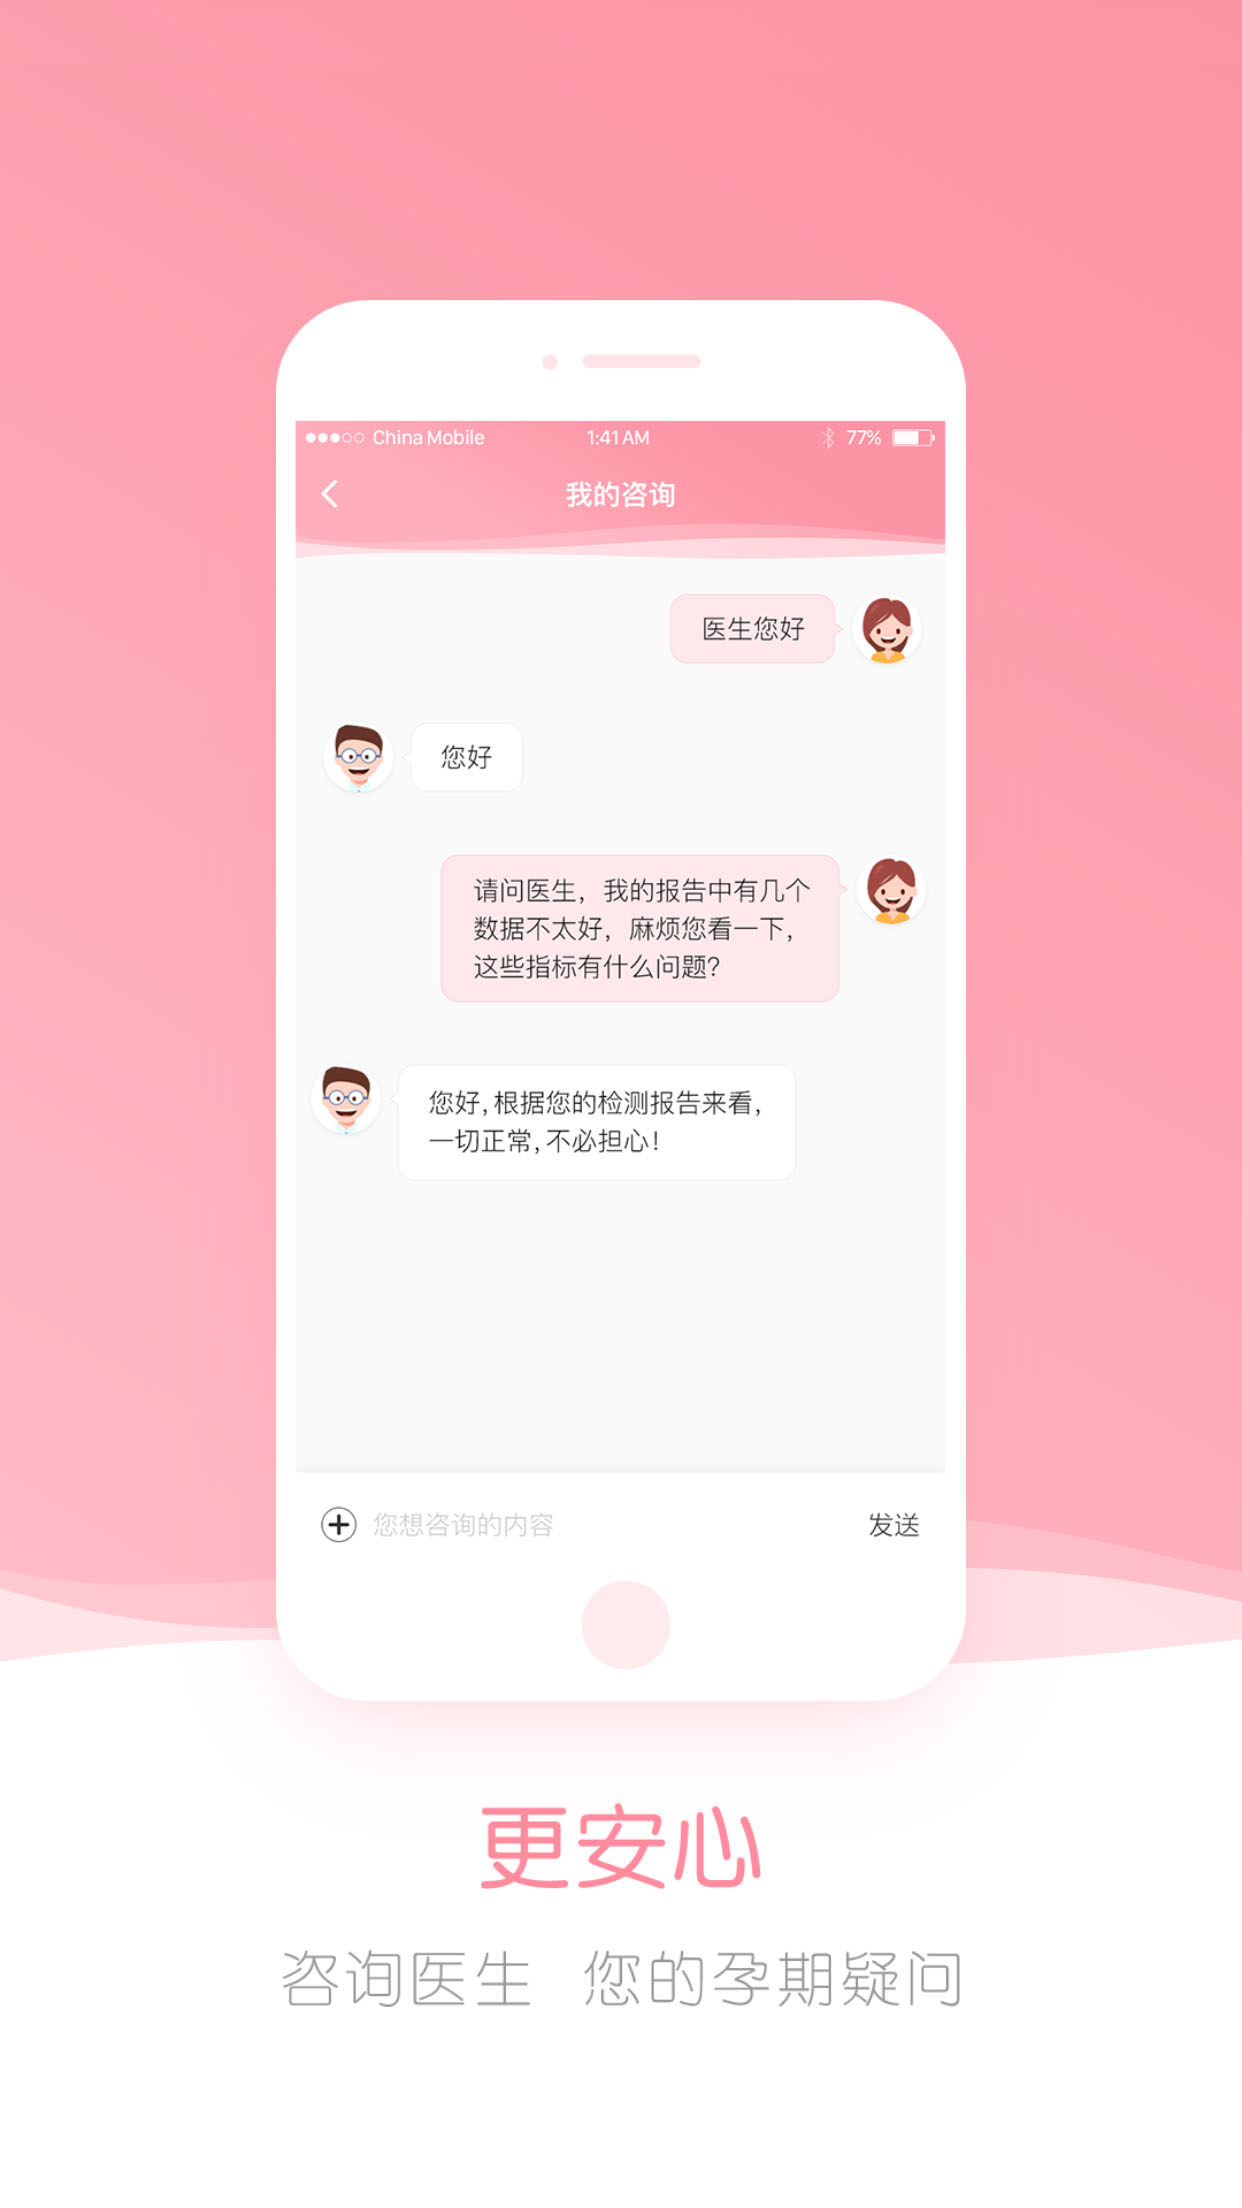 China Mobile 1:41 AM 77%
我的咨询
医生您好
您好
请问医生，我的报告中有几个
数据不太好，麻烦您看一下，
这些指标有什么问题？
您好，根据您的检测报告来看，
一切正常，不必担心！
您想咨询的内容 发送
更安心
咨询医生 您的孕期疑问